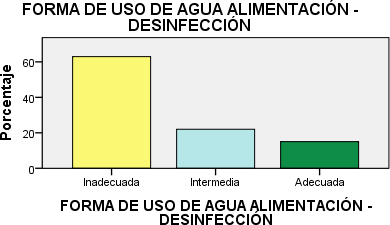 FORMA DE USO DE AGUA ALIMENTACIÓN -
DESINFECCIÓN
Porcentaje
60
40
20
0
Inadecuada Intermedia Adecuada
FORMA DE USO DE AGUA ALIMENTACIÓN -
DESINFECCIÓN